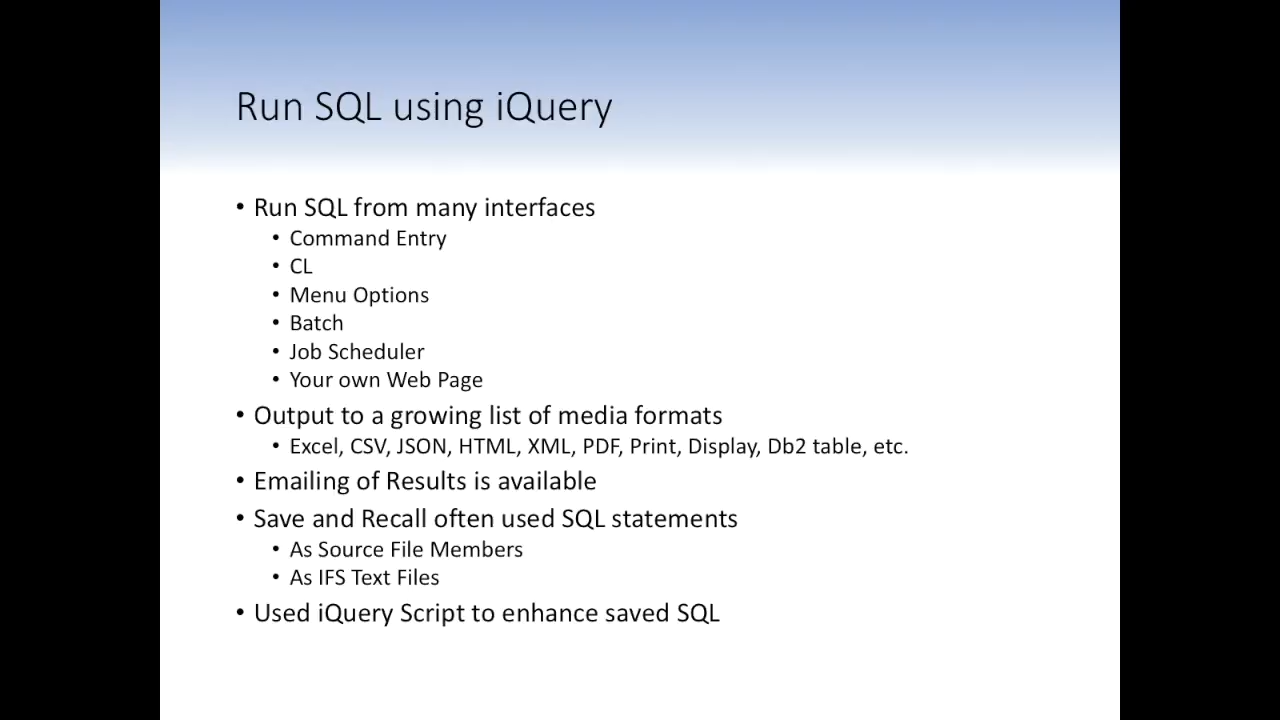 Run SQL using iQuery
• Run SQL from many interfaces
• Command Entry
• CL
• Menu Options
• Batch
• Job Scheduler
• Your own Web Page
• Output to a growing list of media formats
• Excel, CSV, JSON, HTML, XML, PDF, Print, Display, Db2 table, etc.
• Emailing of Results is available
• Save and Recall often used SQL statements
• As Source File Members
• As IFS Text Files
• Used iQuery Script to enhance saved SQL